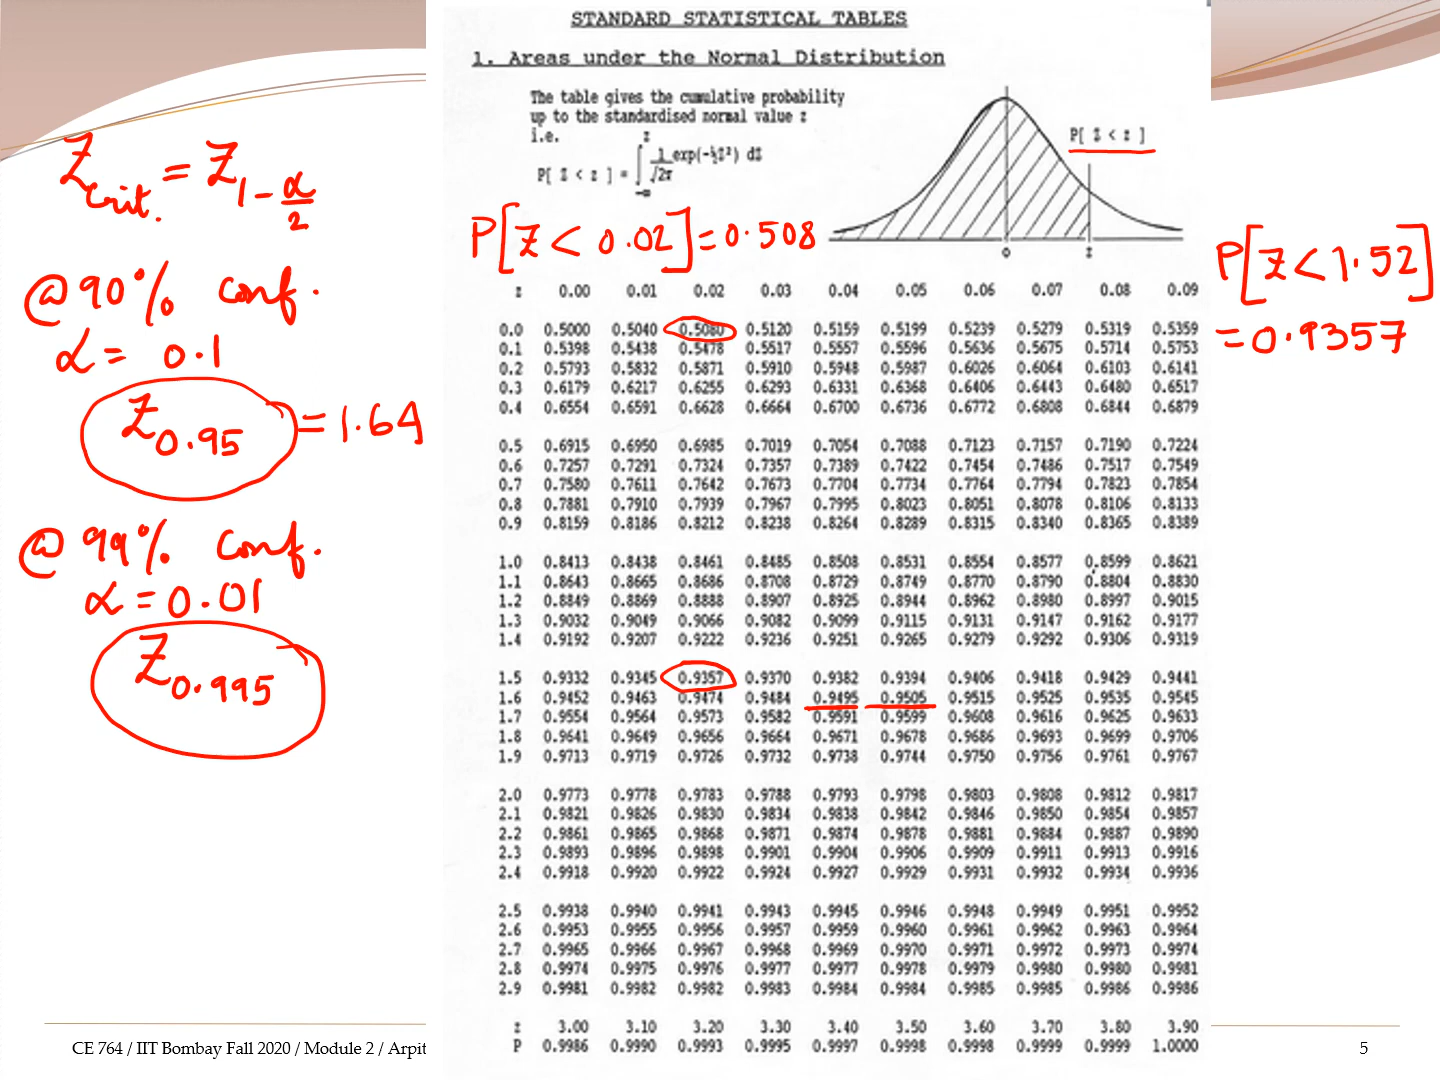 STANDARD STATISTICAL TABLES
1. Areas under the Normal Distribution
The table gives the cumulative probability
up to the standardised normal value z
i.e.
P[ Z < z ] = ∫ 1/√2π exp(-½Z²) dZ
z
-∞
P[ Z < z ]
0 z
Z crit. = Z 1 - α/2
@ 90% conf.
α = 0.1
Z 0.95 = 1.64
@ 99% conf.
α = 0.01
Z 0.995
P[Z < 0.02] = 0.508
P[Z < 1.52]
= 0.9357
z 0.00 0.01 0.02 0.03 0.04 0.05 0.06 0.07 0.08 0.09
0.0 0.5000 0.5040 0.5080 0.5120 0.5159 0.5199 0.5239 0.5279 0.5319 0.5359
0.1 0.5398 0.5438 0.5478 0.5517 0.5557 0.5596 0.5636 0.5675 0.5714 0.5753
0.2 0.5793 0.5832 0.5871 0.5910 0.5948 0.5987 0.6026 0.6064 0.6103 0.6141
0.3 0.6179 0.6217 0.6255 0.6293 0.6331 0.6368 0.6406 0.6443 0.6480 0.6517
0.4 0.6554 0.6591 0.6628 0.6664 0.6700 0.6736 0.6772 0.6808 0.6844 0.6879
0.5 0.6915 0.6950 0.6985 0.7019 0.7054 0.7088 0.7123 0.7157 0.7190 0.7224
0.6 0.7257 0.7291 0.7324 0.7357 0.7389 0.7422 0.7454 0.7486 0.7517 0.7549
0.7 0.7580 0.7611 0.7642 0.7673 0.7704 0.7734 0.7764 0.7794 0.7823 0.7854
0.8 0.7881 0.7910 0.7939 0.7967 0.7995 0.8023 0.8051 0.8078 0.8106 0.8133
0.9 0.8159 0.8186 0.8212 0.8238 0.8264 0.8289 0.8315 0.8340 0.8365 0.8389
1.0 0.8413 0.8438 0.8461 0.8485 0.8508 0.8531 0.8554 0.8577 0.8599 0.8621
1.1 0.8643 0.8665 0.8686 0.8708 0.8729 0.8749 0.8770 0.8790 0.8804 0.8830
1.2 0.8849 0.8869 0.8888 0.8907 0.8925 0.8944 0.8962 0.8980 0.8997 0.9015
1.3 0.9032 0.9049 0.9066 0.9082 0.9099 0.9115 0.9131 0.9147 0.9162 0.9177
1.4 0.9192 0.9207 0.9222 0.9236 0.9251 0.9265 0.9279 0.9292 0.9306 0.9319
1.5 0.9332 0.9345 0.9357 0.9370 0.9382 0.9394 0.9406 0.9418 0.9429 0.9441
1.6 0.9452 0.9463 0.9474 0.9484 0.9495 0.9505 0.9515 0.9525 0.9535 0.9545
1.7 0.9554 0.9564 0.9573 0.9582 0.9591 0.9599 0.9608 0.9616 0.9625 0.9633
1.8 0.9641 0.9649 0.9656 0.9664 0.9671 0.9678 0.9686 0.9693 0.9699 0.9706
1.9 0.9713 0.9719 0.9726 0.9732 0.9738 0.9744 0.9750 0.9756 0.9761 0.9767
2.0 0.9773 0.9778 0.9783 0.9788 0.9793 0.9798 0.9803 0.9808 0.9812 0.9817
2.1 0.9821 0.9826 0.9830 0.9834 0.9838 0.9842 0.9846 0.9850 0.9854 0.9857
2.2 0.9861 0.9865 0.9868 0.9871 0.9874 0.9878 0.9881 0.9884 0.9887 0.9890
2.3 0.9893 0.9896 0.9898 0.9901 0.9904 0.9906 0.9909 0.9911 0.9913 0.9916
2.4 0.9918 0.9920 0.9922 0.9924 0.9927 0.9929 0.9931 0.9932 0.9934 0.9936
2.5 0.9938 0.9940 0.9941 0.9943 0.9945 0.9946 0.9948 0.9949 0.9951 0.9952
2.6 0.9953 0.9955 0.9956 0.9957 0.9959 0.9960 0.9961 0.9962 0.9963 0.9964
2.7 0.9965 0.9966 0.9967 0.9968 0.9969 0.9970 0.9971 0.9972 0.9973 0.9974
2.8 0.9974 0.9975 0.9976 0.9977 0.9977 0.9978 0.9979 0.9980 0.9980 0.9981
2.9 0.9981 0.9982 0.9982 0.9983 0.9984 0.9984 0.9985 0.9985 0.9986 0.9986
z 3.00 3.10 3.20 3.30 3.40 3.50 3.60 3.70 3.80 3.90
P 0.9986 0.9990 0.9993 0.9995 0.9997 0.9998 0.9998 0.9999 0.9999 1.0000
CE 764 / IIT Bombay Fall 2020 / Module 2 / Arpit
5